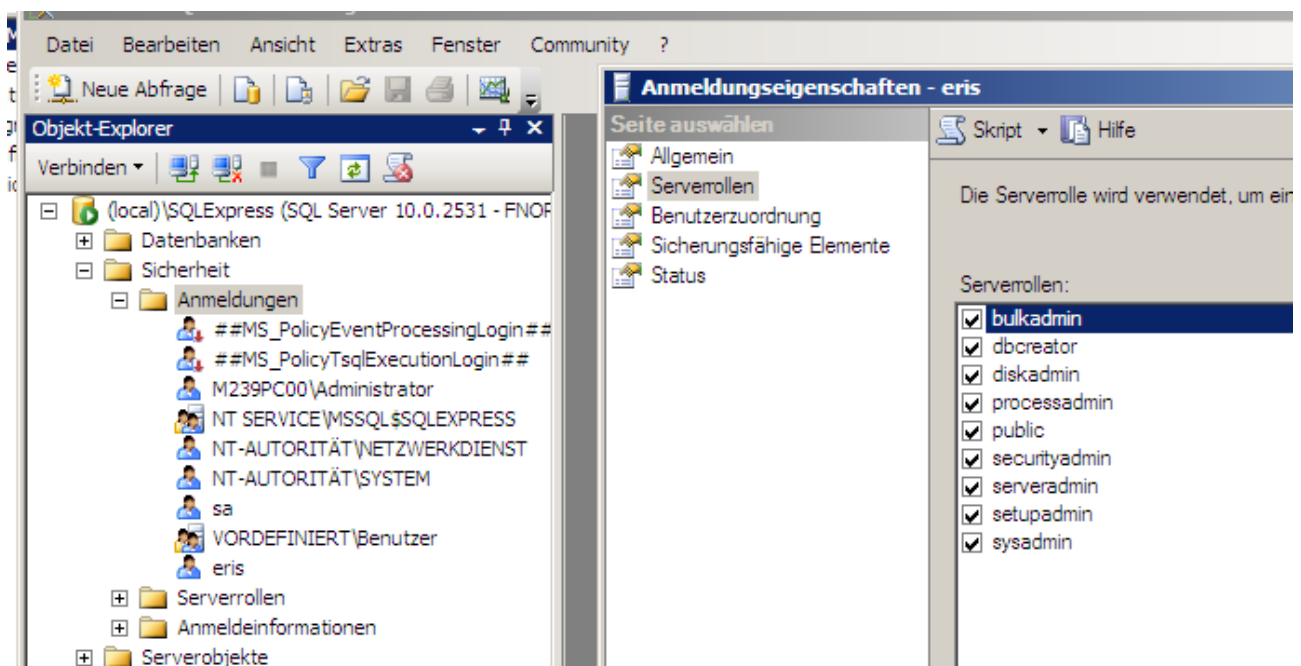 Datei Bearbeiten Ansicht Extras Fenster Community ?
Neue Abfrage
Objekt-Explorer
Verbinden
(local)\SQLExpress (SQL Server 10.0.2531 - FNOF
Datenbanken
Sicherheit
Anmeldungen
##MS_PolicyEventProcessingLogin##
##MS_PolicyTsqlExecutionLogin##
M239PC00\Administrator
NT SERVICE\MSSQL$SQLEXPRESS
NT-AUTORITÄT\NETZWERKDIENST
NT-AUTORITÄT\SYSTEM
sa
VORDEFINIERT\Benutzer
eris
Serverrollen
Anmeldeinformationen
Serverobjekte
Anmeldungseigenschaften - eris
Seite auswählen
Allgemein
Serverrollen
Benutzerzuordnung
Sicherungsfähige Elemente
Status
Skript Hilfe
Die Serverrolle wird verwendet, um ein
Serverrollen:
bulkadmin
dbcreator
diskadmin
processadmin
public
securityadmin
serveradmin
setupadmin
sysadmin